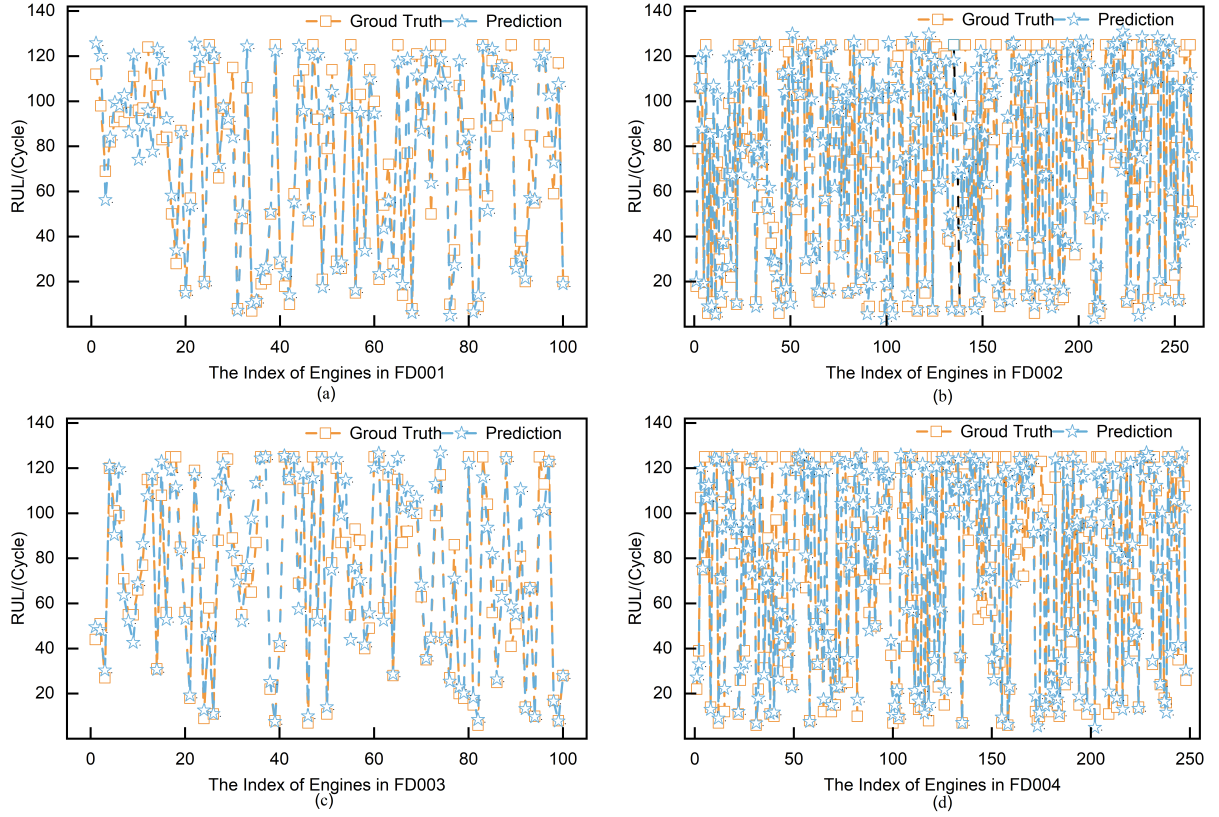 140
120
100
80
60
40
20
RUL/(Cycle)
Groud Truth
Prediction
0 20 40 60 80 100
The Index of Engines in FD001
(a)
140
120
100
80
60
40
20
RUL/(Cycle)
Groud Truth
Prediction
0 50 100 150 200 250
The Index of Engines in FD002
(b)
140
120
100
80
60
40
20
RUL/(Cycle)
Groud Truth
Prediction
0 20 40 60 80 100
The Index of Engines in FD003
(c)
140
120
100
80
60
40
20
RUL/(Cycle)
Groud Truth
Prediction
0 50 100 150 200 250
The Index of Engines in FD004
(d)